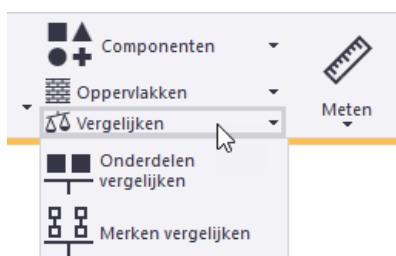 Componenten
Oppervlakken
Vergelijken
Meten
Onderdelen
vergelijken
Merken vergelijken